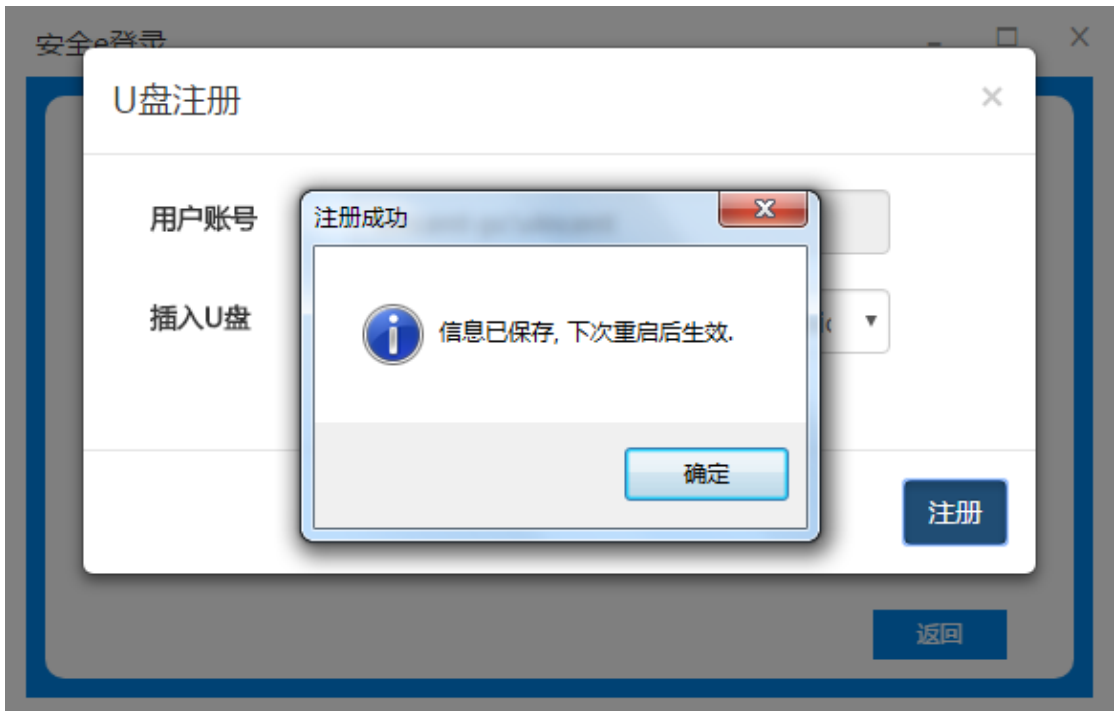 安全e登录
U盘注册
用户账号
注册成功
插入U盘
信息已保存, 下次重启后生效.
确定
注册
返回